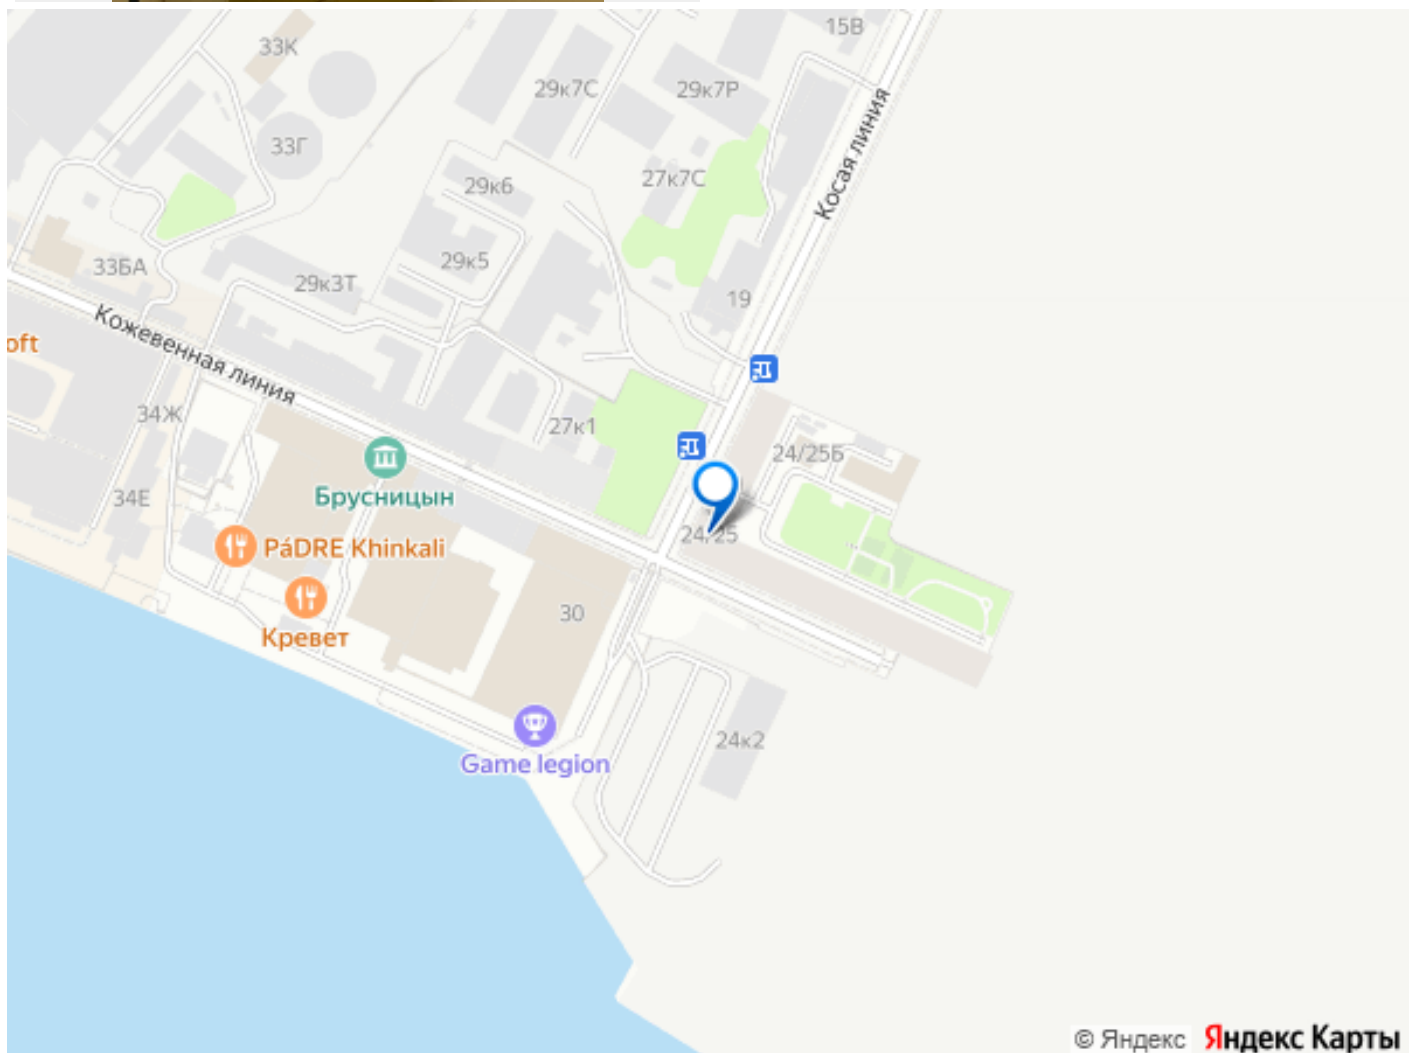 15В
33К
29к7С
29к7Р
33Г
Косая линия
27к7С
29к6
29к5
33БА
29к3Т
19
Кожевенная линия
oft
34Ж
27к1
24/25Б
Брусницын
34Е
24/25
PáDRE Khinkali
30
Кревет
24к2
Game legion
© Яндекс Яндекс Карты